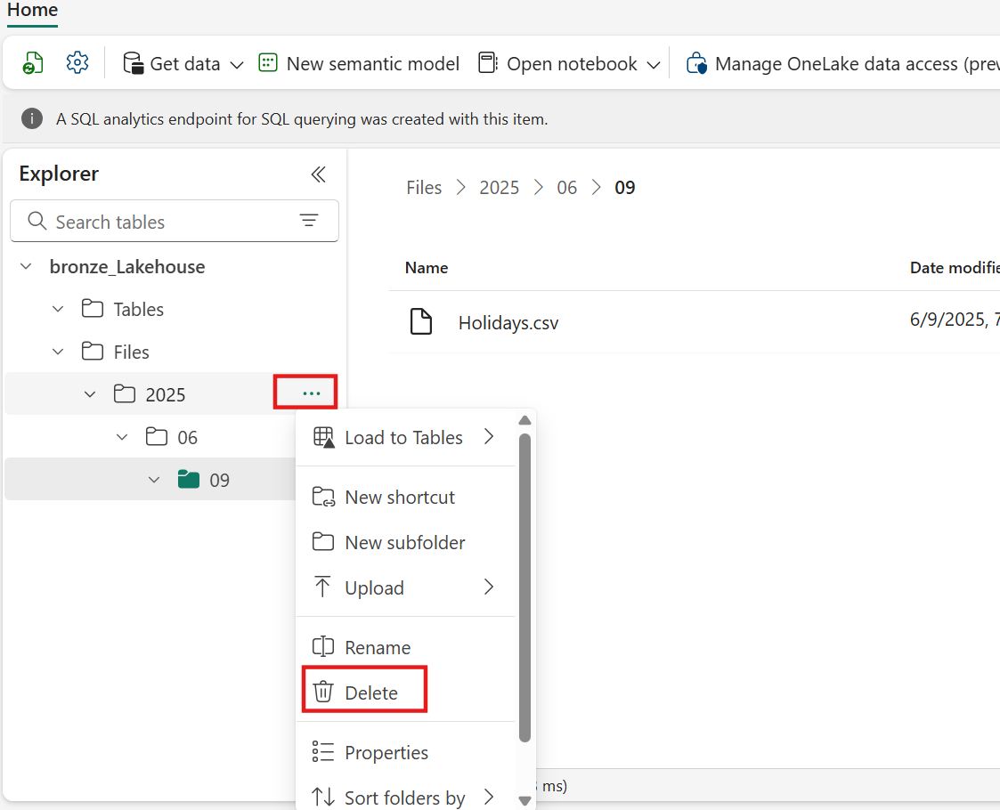 Home
Get data
New semantic model
Open notebook
Manage OneLake data access (prev
A SQL analytics endpoint for SQL querying was created with this item.
Explorer
Search tables
bronze_Lakehouse
Tables
Files
2025
06
09
Files > 2025 > 06 > 09
Name
Date modifie
Holidays.csv
6/9/2025, 7
Load to Tables
New shortcut
New subfolder
Upload
Rename
Delete
Properties
Sort folders by
ms)